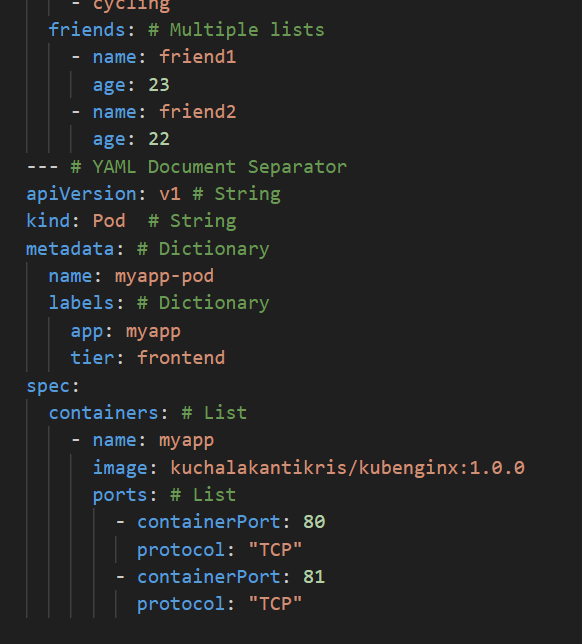 - cycling
friends: # Multiple lists
- name: friend1
age: 23
- name: friend2
age: 22
--- # YAML Document Separator
apiVersion: v1 # String
kind: Pod  # String
metadata: # Dictionary
name: myapp-pod
labels: # Dictionary
app: myapp
tier: frontend
spec:
containers: # List
- name: myapp
image: kuchalakantikris/kubenginx:1.0.0
ports: # List
- containerPort: 80
protocol: "TCP"
- containerPort: 81
protocol: "TCP"